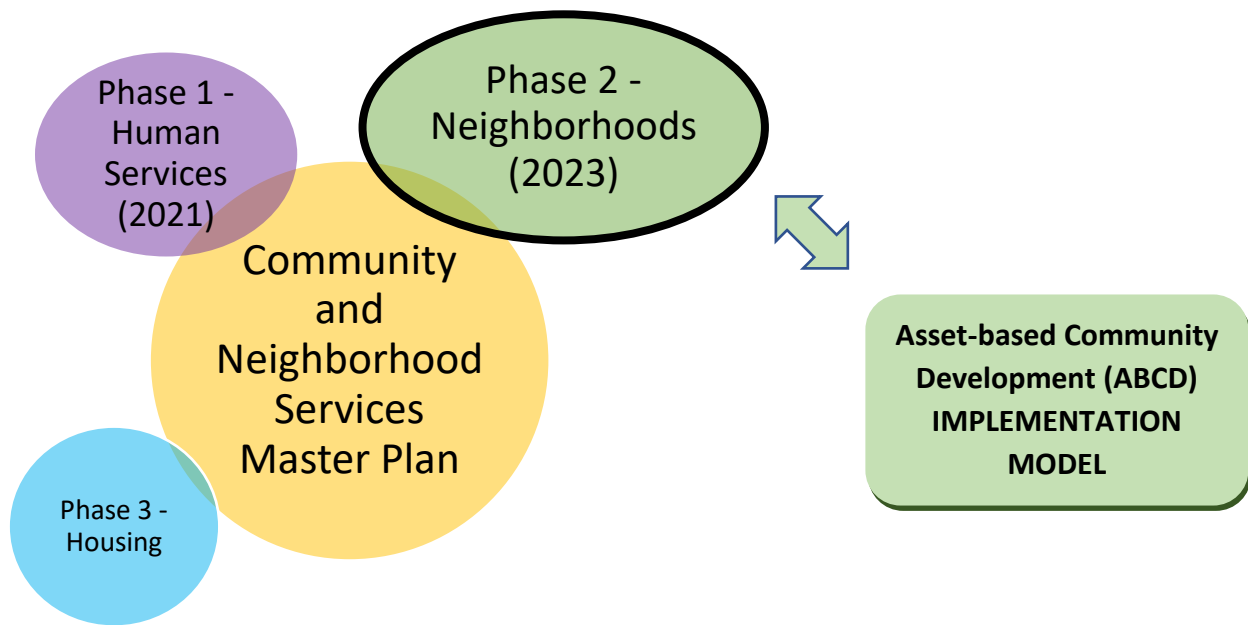 Phase 1 -
Human
Services
(2021)
Phase 2 -
Neighborhoods
(2023)
Community
and
Neighborhood
Services
Master Plan
Phase 3 -
Housing
Asset-based Community
Development (ABCD)
IMPLEMENTATION
MODEL